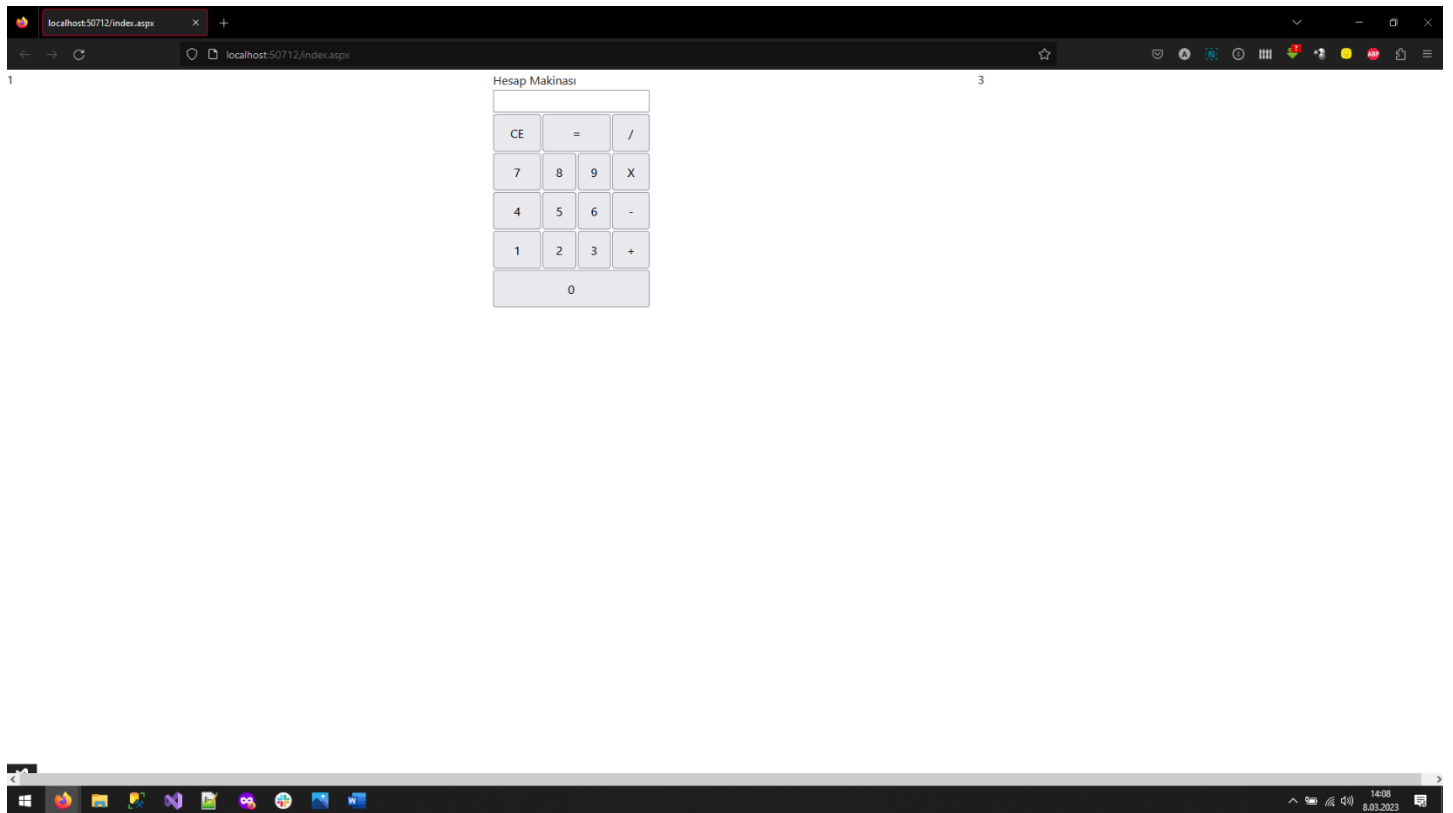 localhost:50712/index.aspx
localhost:50712/index.aspx
1
Hesap Makinası
3
CE = /
7 8 9 X
4 5 6 -
1 2 3 +
0
14:08
8.03.2023